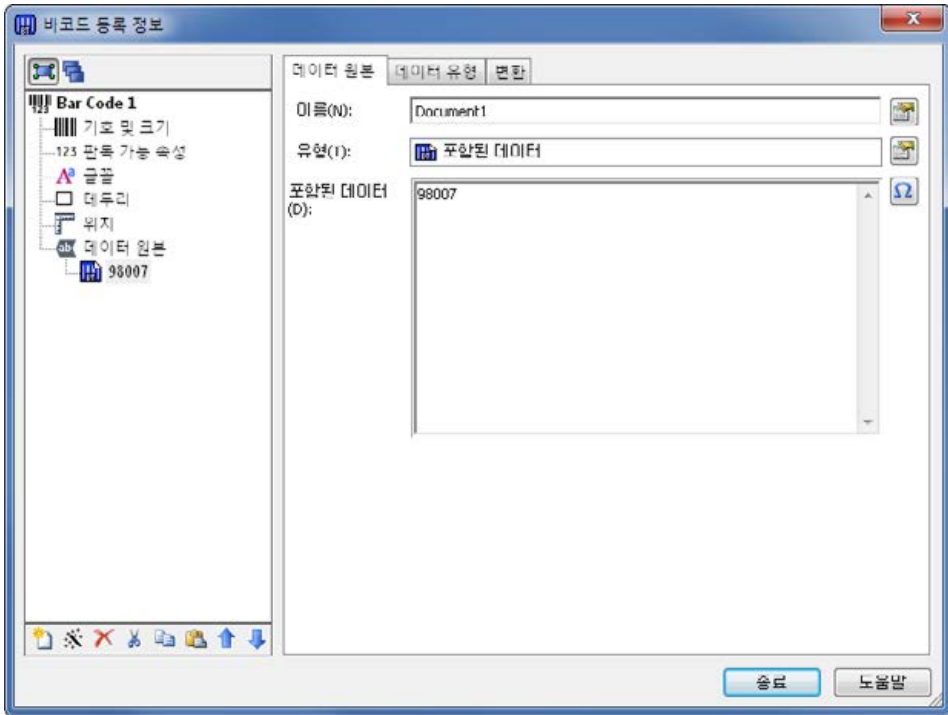 비코드 등록 정보
Bar Code 1
기호 및 크기
123 판독 가능 속성
글꼴
테두리
위치
데이터 원본
98007
데이터 원본 데이터 유형 변환
이름(N): Document1
유형(T): 포함된 데이터
포함된 데이터
(D): 98007
종료 도움말